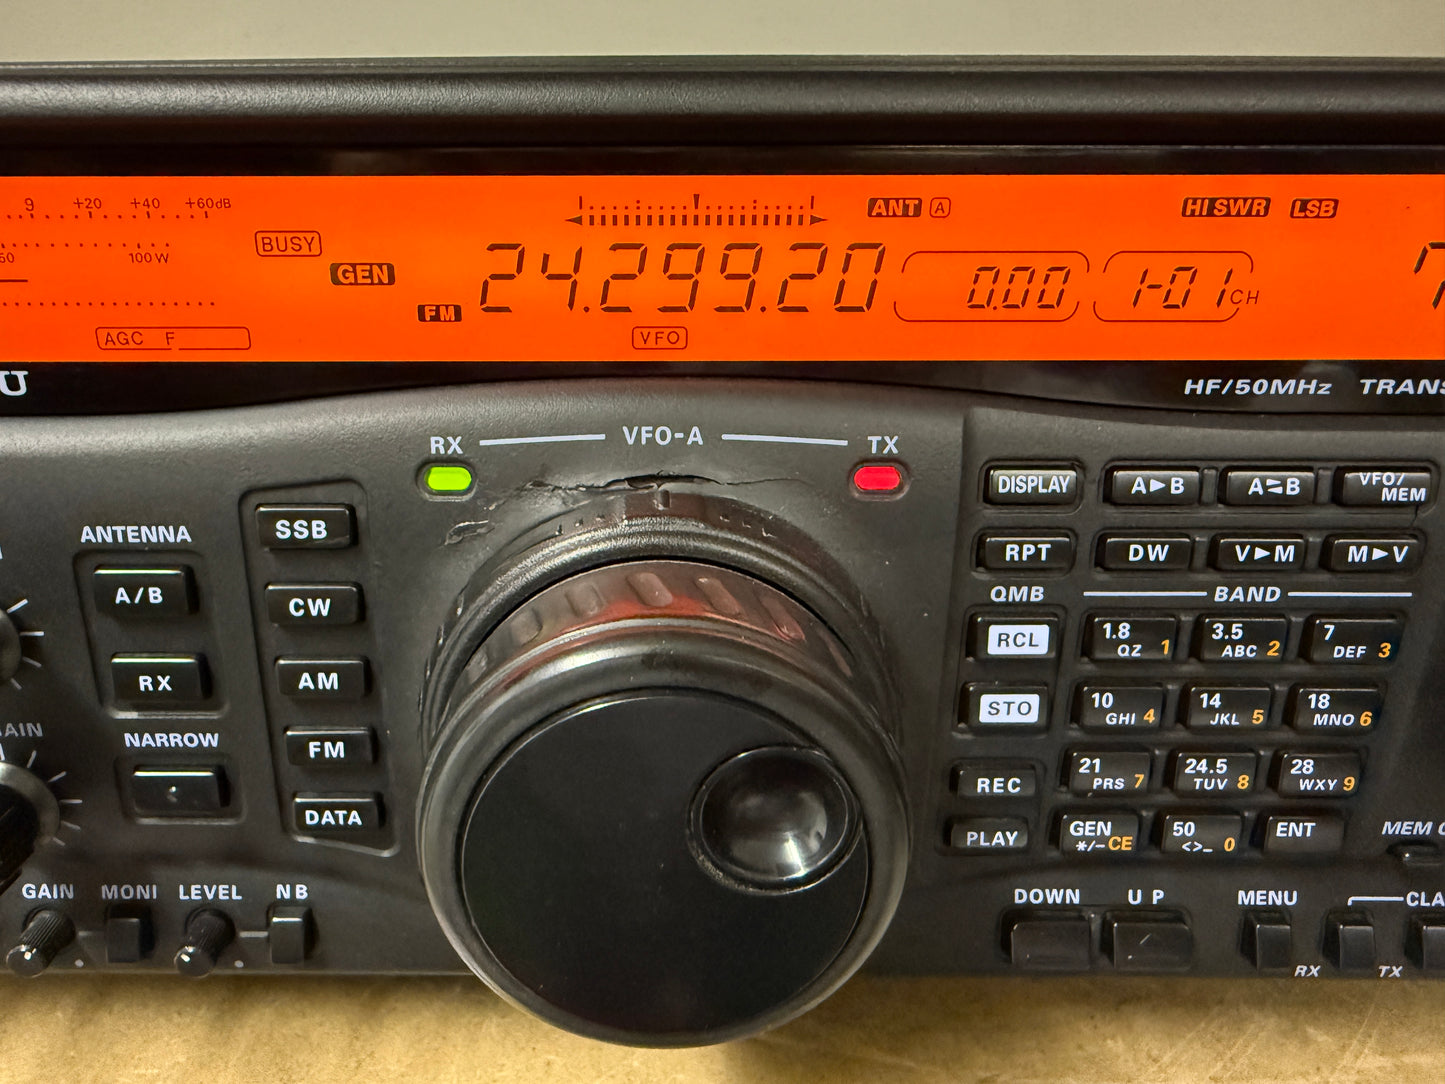 9 +20 +40 +60dB
100 W
BUSY
GEN
FM
AGC F
24.299.20
VFO
ANT A
0.00
1-01 CH
HI SWR LSB
HF/50MHz
RX VFO-A TX
ANTENNA
A/B
RX
NARROW
SSB
CW
AM
FM
DATA
GAIN MONI LEVEL NB
DISPLAY A►B VFO/MEM
RPT DW V►M M►V
QMB BAND
RCL 1.8 QZ 1 3.5 ABC 2 7 DEF 3
STO 10 GHI 4 14 JKL 5 18 MNO 6
REC 21 PRS 7 24.5 TUV 8 28 WXY 9
PLAY GEN */− CE 50 <>_ 0 ENT
DOWN UP MENU
RX TX